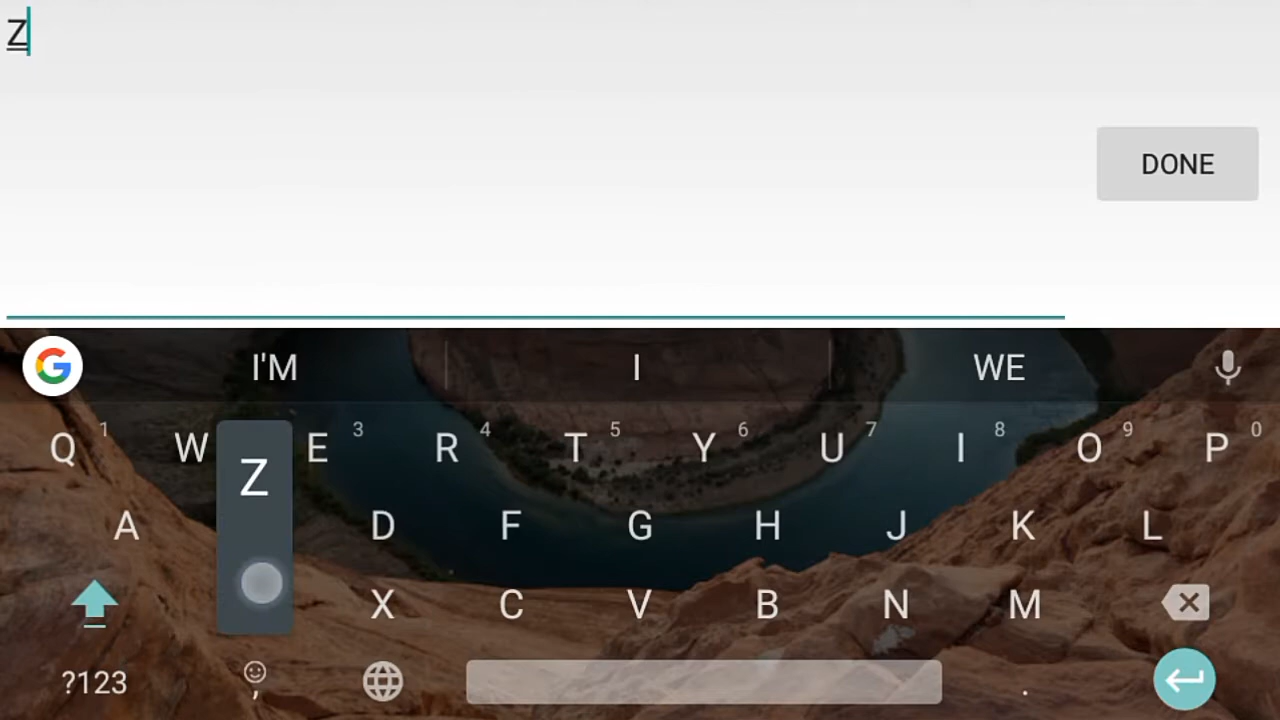 Z
DONE
I'M I WE
Q 1 W E 3 R 4 T 5 Y 6 U 7 I 8 O 9 P 0
Z
A D F G H J K L
X C V B N M
?123 , .